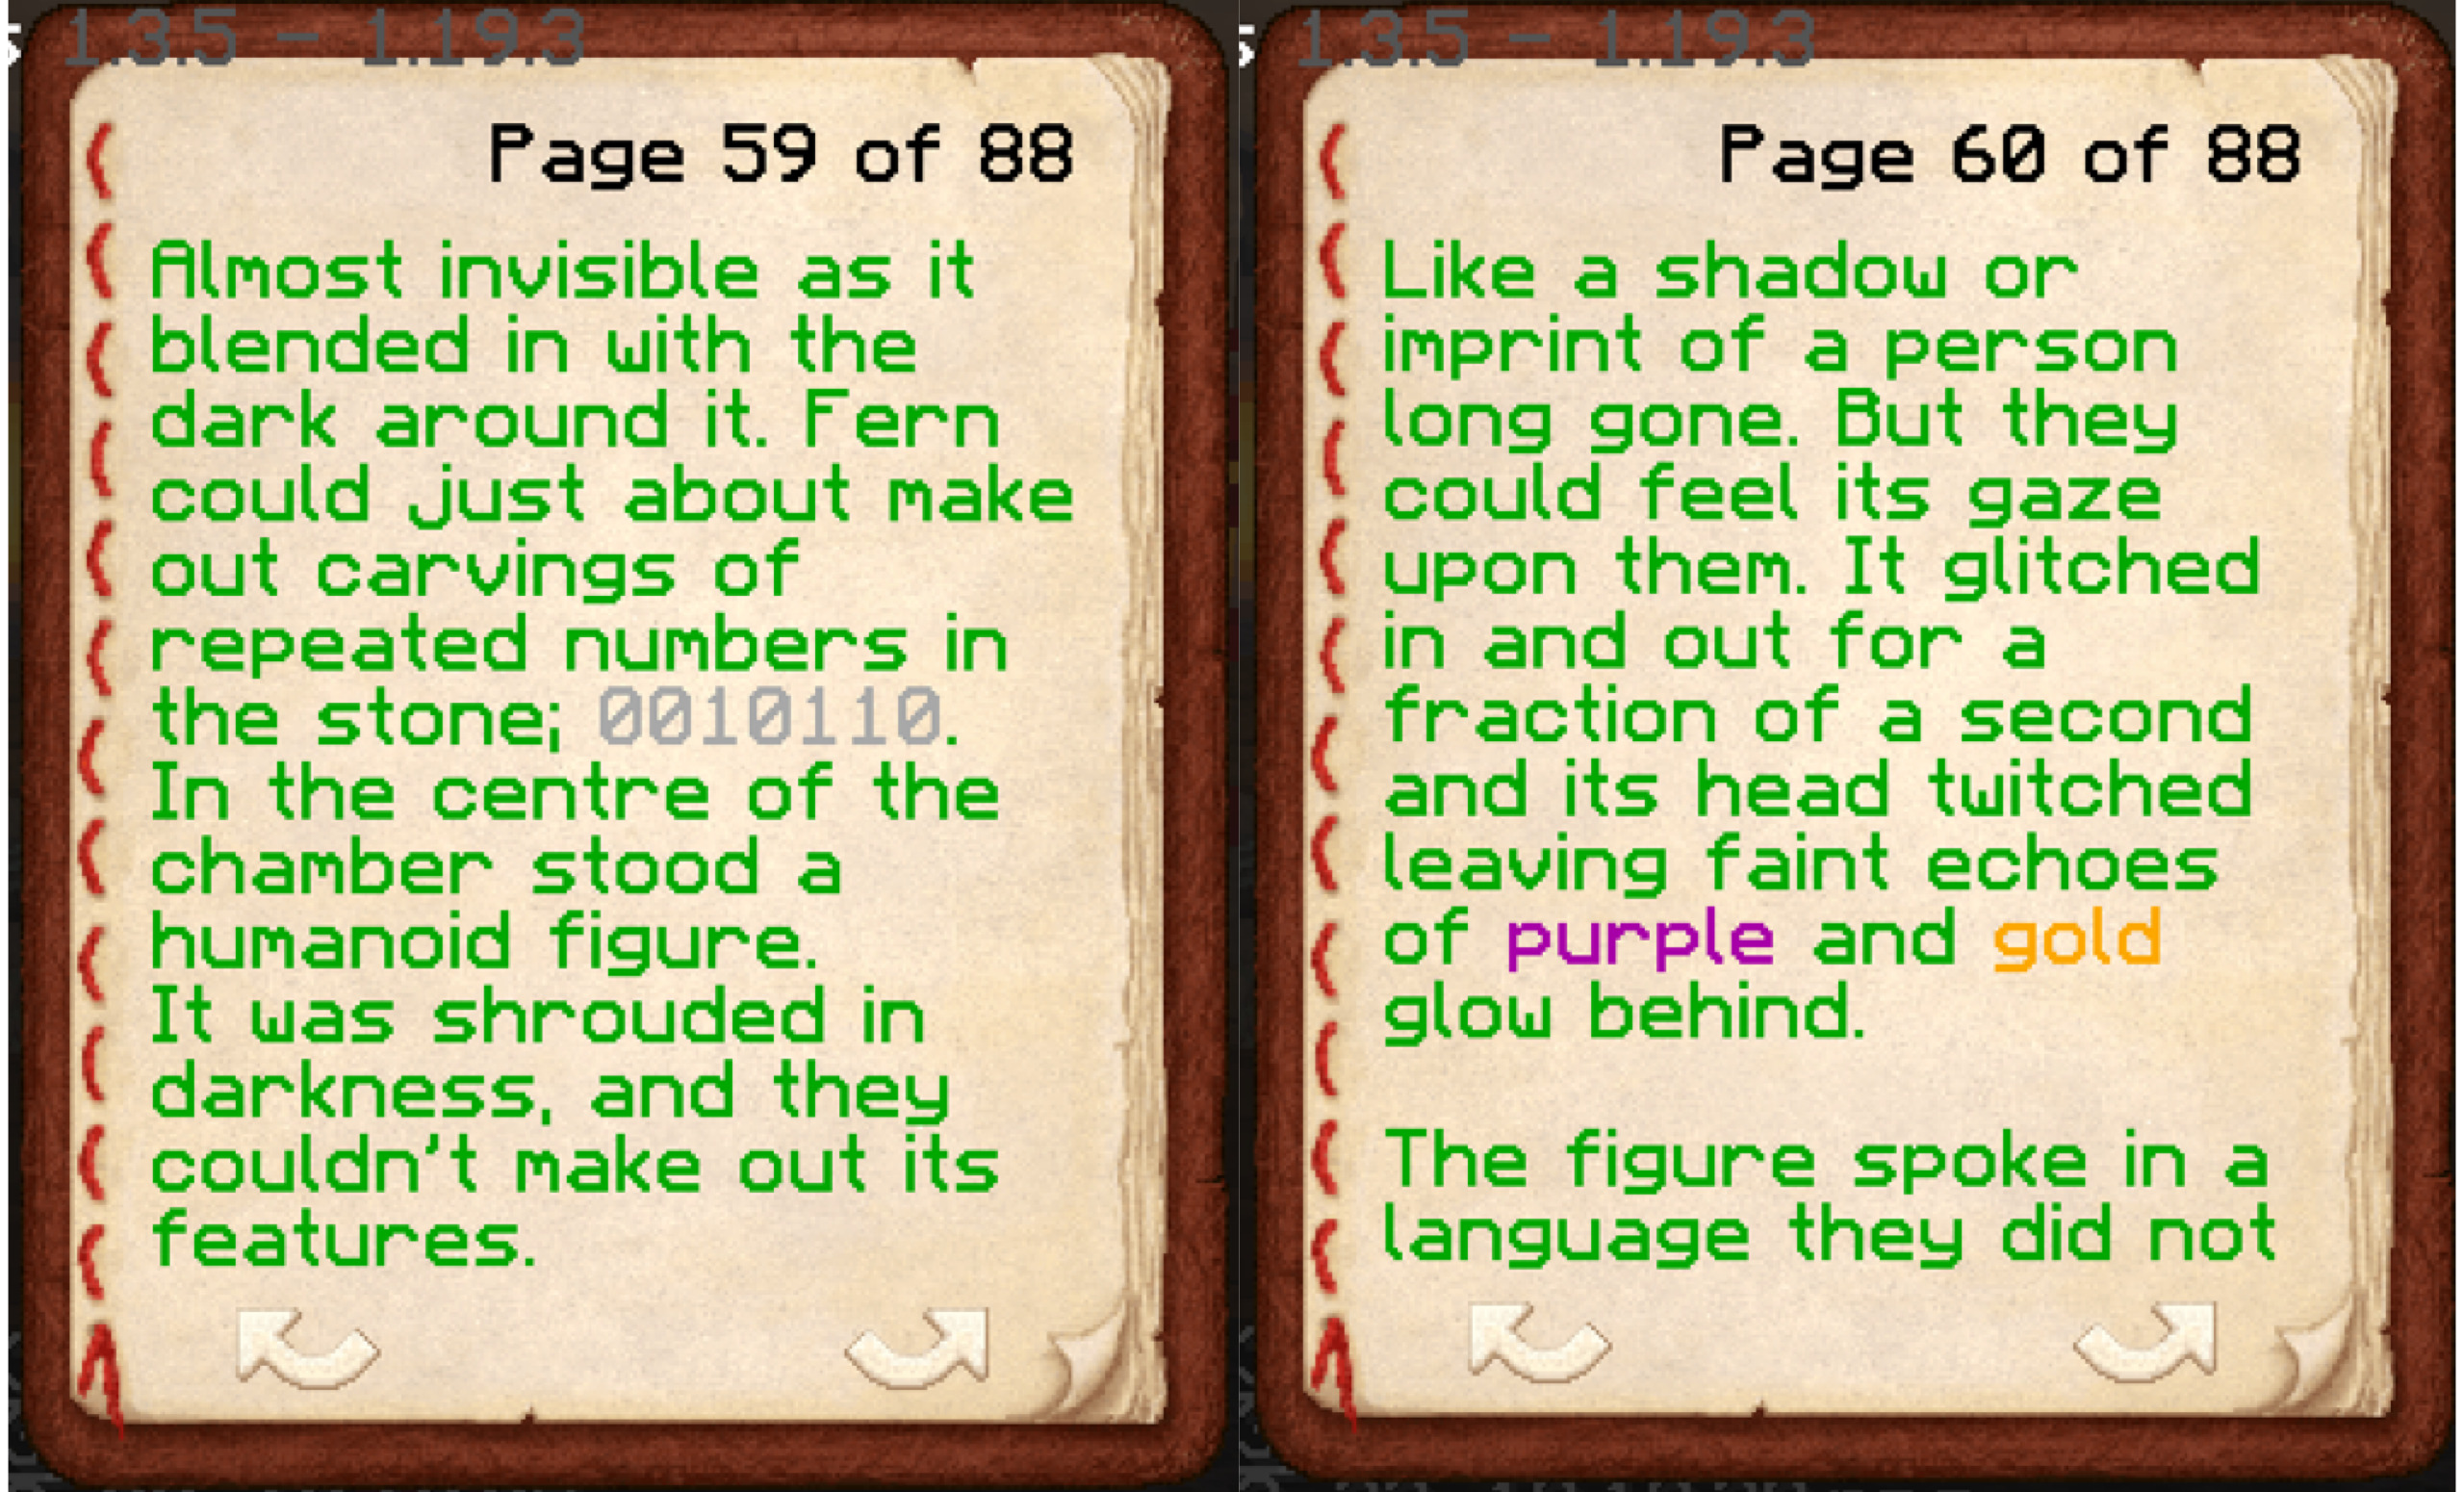 1.3.5 - 1.19.3
Page 59 of 88
Almost invisible as it
blended in with the
dark around it. Fern
could just about make
out carvings of
repeated numbers in
the stone; 0010110.
In the centre of the
chamber stood a
humanoid figure.
It was shrouded in
darkness, and they
couldn't make out its
features.
1.3.5 - 1.19.3
Page 60 of 88
Like a shadow or
imprint of a person
long gone. But they
could feel its gaze
upon them. It glitched
in and out for a
fraction of a second
and its head twitched
leaving faint echoes
of purple and gold
glow behind.
The figure spoke in a
language they did not